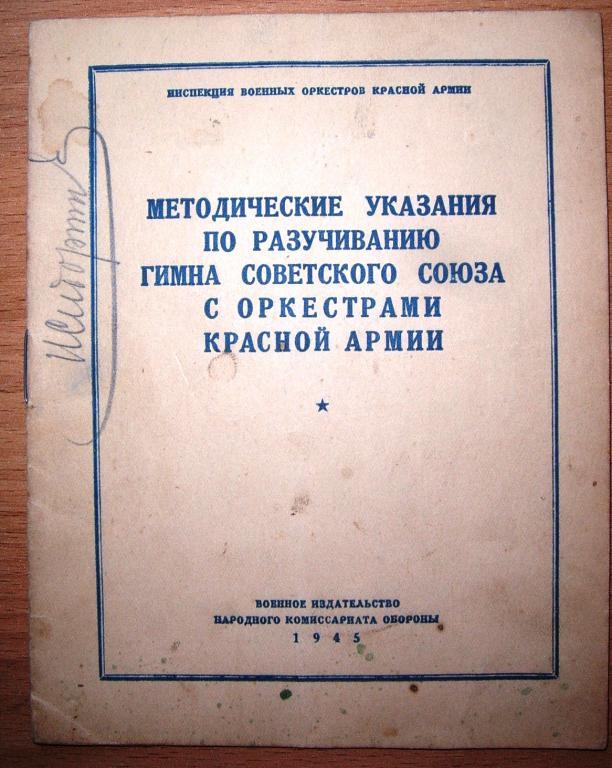 ИНСПЕКЦИЯ ВОЕННЫХ ОРКЕСТРОВ КРАСНОЙ АРМИИ
МЕТОДИЧЕСКИЕ УКАЗАНИЯ
ПО РАЗУЧИВАНИЮ
ГИМНА СОВЕТСКОГО СОЮЗА
С ОРКЕСТРАМИ
КРАСНОЙ АРМИИ
ВОЕННОЕ ИЗДАТЕЛЬСТВО
НАРОДНОГО КОМИССАРИАТА ОБОРОНЫ
1945